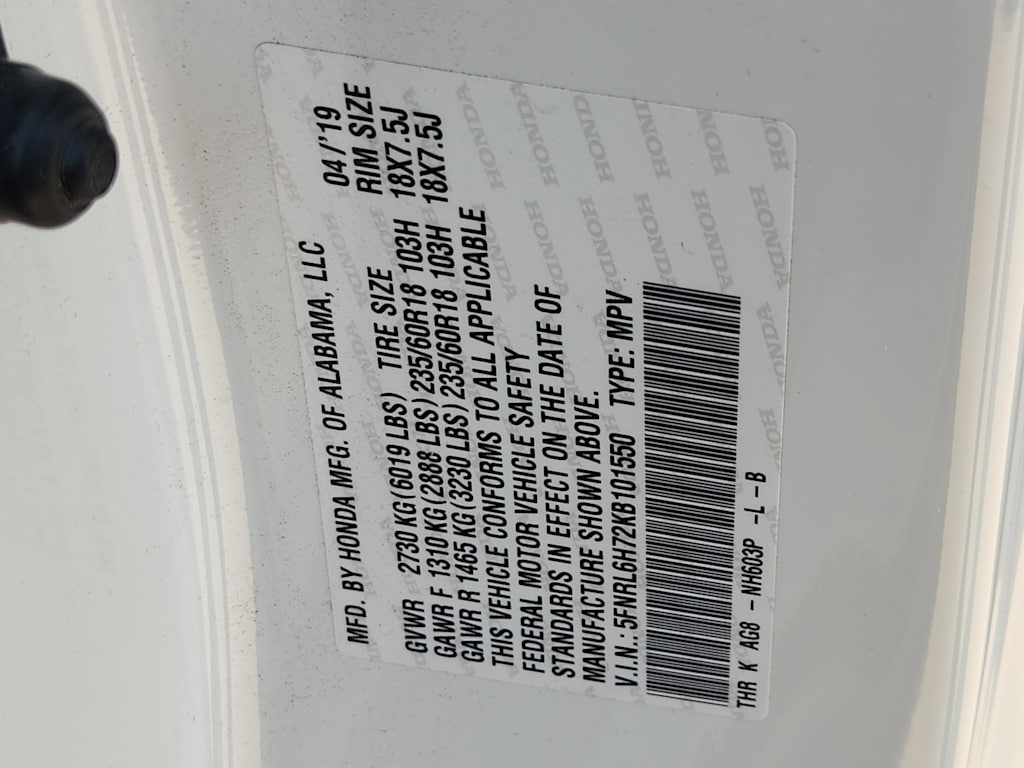 MFD. BY HONDA MFG. OF ALABAMA, LLC 04/'19
GVWR 2730 KG(6019 LBS) TIRE SIZE RIM SIZE
GAWR F 1310 KG(2888 LBS) 235/60R18 103H 18X7.5J
GAWR R 1465 KG(3230 LBS) 235/60R18 103H 18X7.5J
THIS VEHICLE CONFORMS TO ALL APPLICABLE
FEDERAL MOTOR VEHICLE SAFETY
STANDARDS IN EFFECT ON THE DATE OF
MANUFACTURE SHOWN ABOVE.
V.I.N.:5FNRL6H72KB101550 TYPE: MPV
THR K AG8 - NH603P -L-B